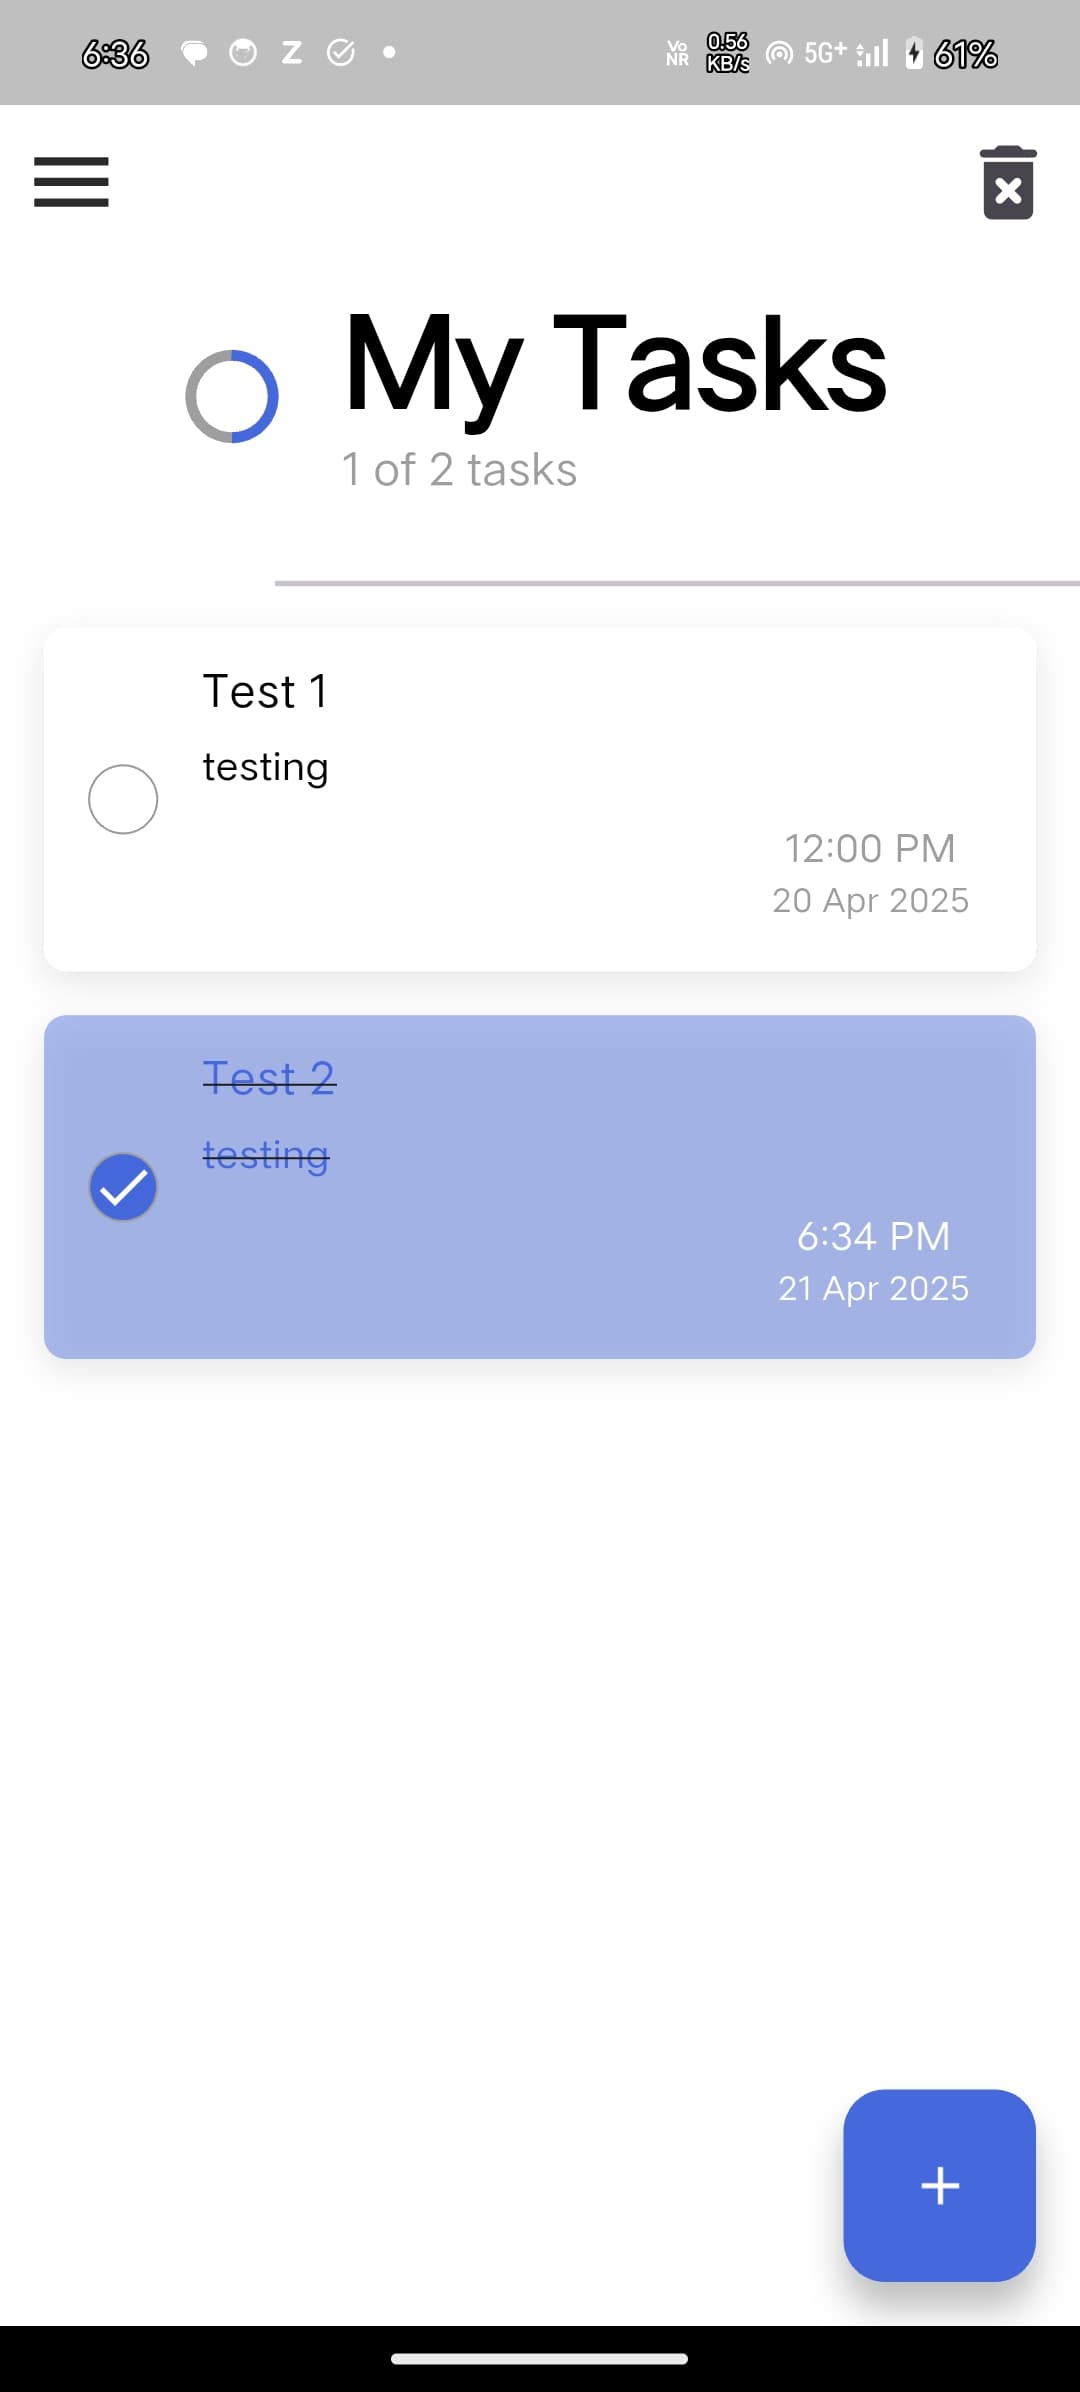 6:36 Z Vo NR 0.56 KB/s 5G+ 61%
My Tasks
1 of 2 tasks
Test 1
testing
12:00 PM
20 Apr 2025
Test 2
testing
6:34 PM
21 Apr 2025